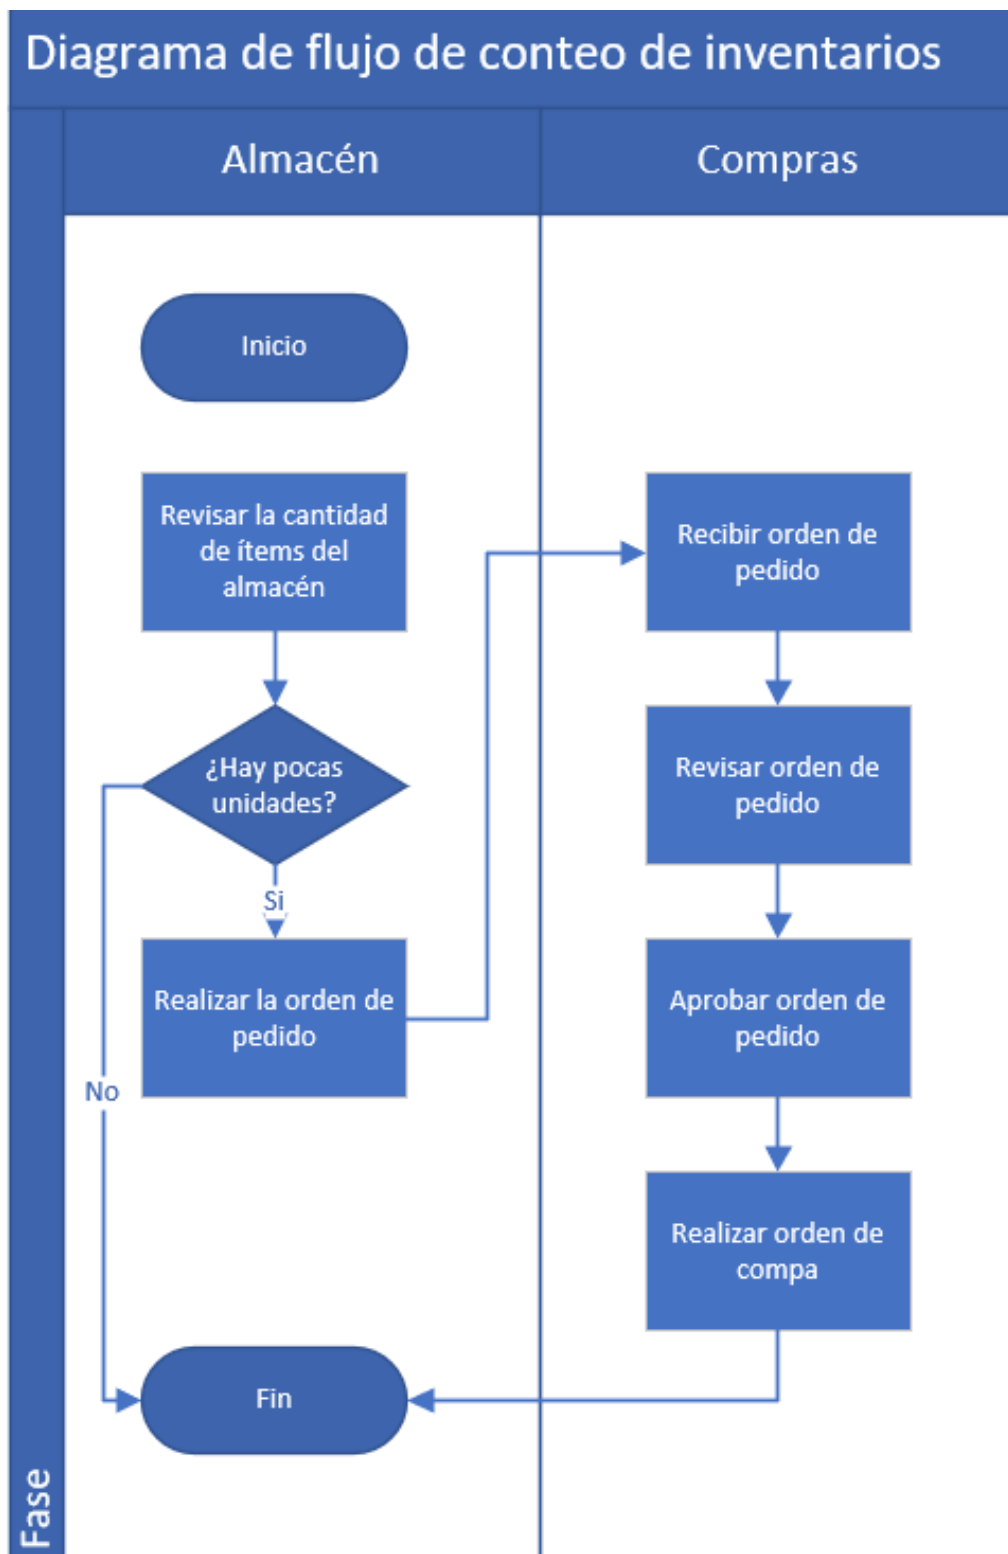 Diagrama de flujo de conteo de inventarios
Almacén
Compras
Inicio
Revisar la cantidad
de ítems del
almacén
¿Hay pocas
unidades?
Si
Realizar la orden de
pedido
No
Fin
Recibir orden de
pedido
Revisar orden de
pedido
Aprobar orden de
pedido
Realizar orden de
compa
Fase